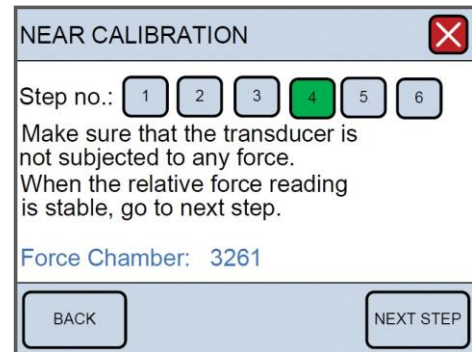 NEAR CALIBRATION
Step no.: 1 2 3 4 5 6
Make sure that the transducer is
not subjected to any force.
When the relative force reading
is stable, go to next step.
Force Chamber: 3261
BACK NEXT STEP